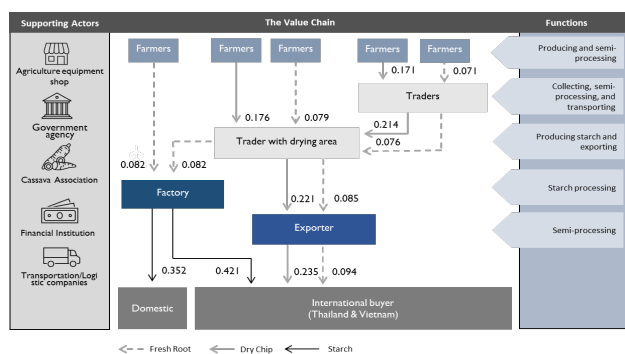 Supporting Actors
The Value Chain
Functions
Agriculture equipment
shop
Government
agency
Cassava Association
Financial Institution
Transportation/Logi
stic companies
Farmers
Farmers
Farmers
Farmers
Farmers
0.171
0.071
Traders
0.176
0.079
0.214
0.076
Trader with drying area
0.082
0.082
Factory
0.221
0.085
Exporter
0.352
0.421
0.235
0.094
Domestic
International buyer
(Thailand & Vietnam)
Producing and semi-
processing
Collecting, semi-
processing, and
transporting
Producing starch and
exporting
Starch processing
Semi-processing
Fresh Root
Dry Chip
Starch